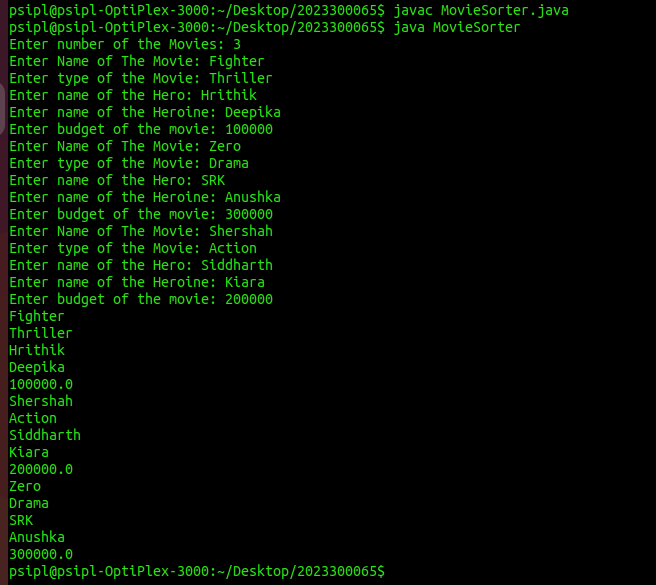 psipl@psipl-OptiPlex-3000:~/Desktop/2023300065$ javac MovieSorter.java
psipl@psipl-OptiPlex-3000:~/Desktop/2023300065$ java MovieSorter
Enter number of the Movies: 3
Enter Name of The Movie: Fighter
Enter type of the Movie: Thriller
Enter name of the Hero: Hrithik
Enter name of the Heroine: Deepika
Enter budget of the movie: 100000
Enter Name of The Movie: Zero
Enter type of the Movie: Drama
Enter name of the Hero: SRK
Enter name of the Heroine: Anushka
Enter budget of the movie: 300000
Enter Name of The Movie: Shershah
Enter type of the Movie: Action
Enter name of the Hero: Siddharth
Enter name of the Heroine: Kiara
Enter budget of the movie: 200000
Fighter
Thriller
Hrithik
Deepika
100000.0
Shershah
Action
Siddharth
Kiara
200000.0
Zero
Drama
SRK
Anushka
300000.0
psipl@psipl-OptiPlex-3000:~/Desktop/2023300065$